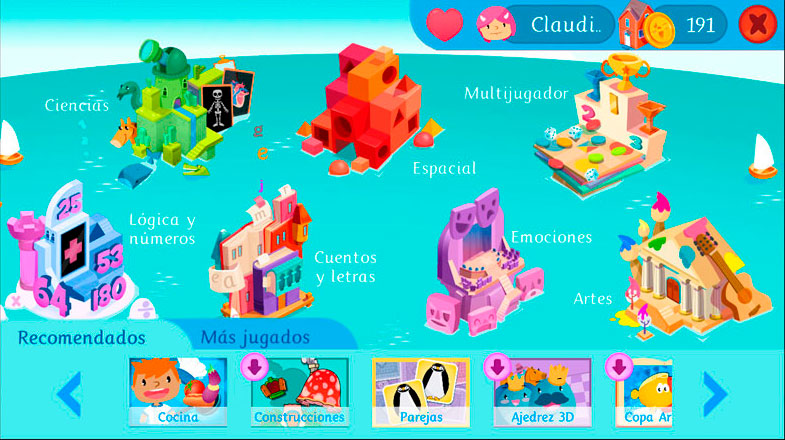 Claudi..
191
Ciencias
Multijugador
Espacial
g
e
j
m
25
53
64
180
Lógica y
números
ea
Cuentos
y letras
Emociones
Artes
Recomendados
Más jugados
Cocina
Construcciones
Parejas
Ajedrez 3D
Copa Ar